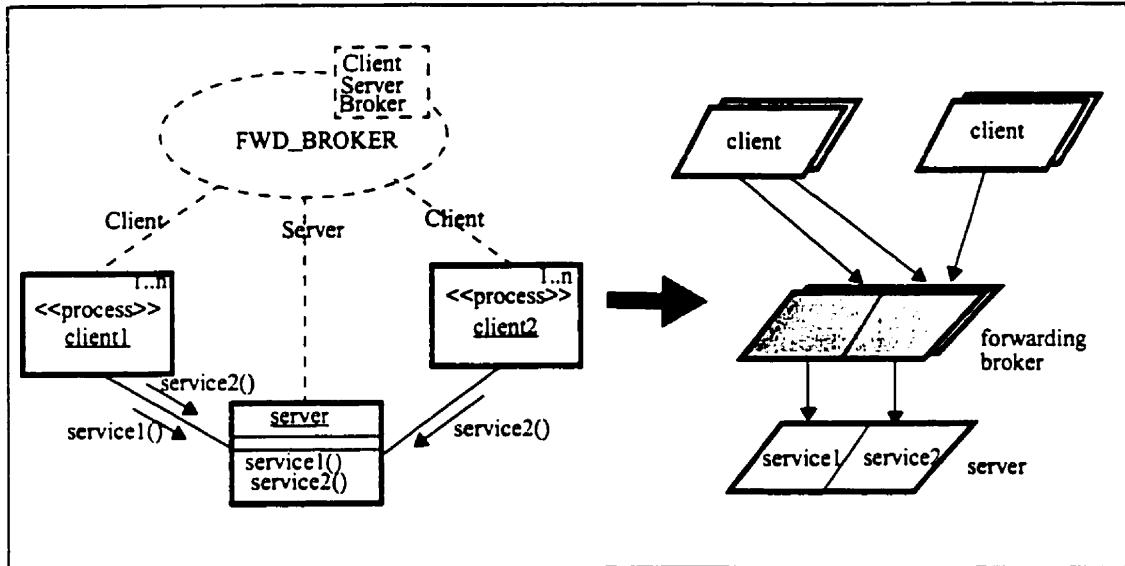 Client
Server
Broker
FWD_BROKER
Client
Server
Client
1..n
<<process>>
client1
1..n
<<process>>
client2
service2()
service1()
server
service1()
service2()
service2()
client
client
forwarding
broker
service1
service2
server